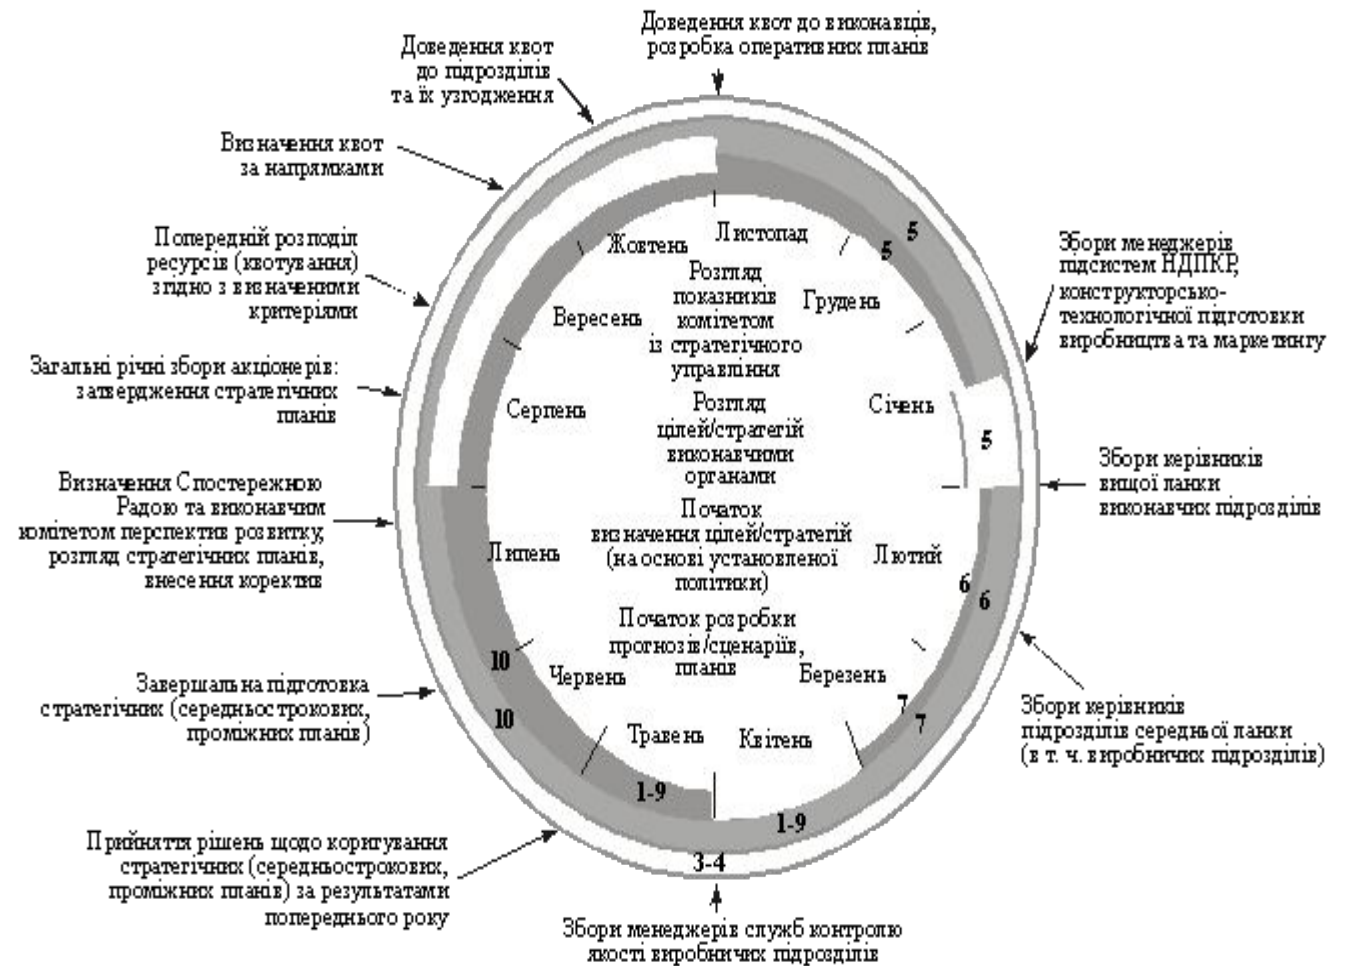 Доведення квот до виконавців,
розробка оперативних планів
Доведення квот
до підрозділів
та їх узгодження
Визначення квот
за напрямками
Попередній розподіл
ресурсів (квотування)
згідно з визначеними
критеріями
Загальні річні збори акціонерів:
затвердження стратегічних
планів
Визначення Спостережною
Радою та виконавчим
комітетом перспектив розвитку,
розгляд стратегічних планів,
внесення коректив
Завершальна підготовка
стратегічних (середньострокових,
проміжних планів)
Прийняття рішень щодо коригування
стратегічних (середньострокових,
проміжних планів) за результатами
попереднього року
Збори менеджерів служб контролю
якості виробничих підрозділів
Збори керівників
підрозділів середньої ланки
(в т. ч. виробничих підрозділів)
Збори керівників
вищої ланки
виконавчих підрозділів
Збори менеджерів
підсистем НДПКР,
конструкторсько-
технологічної підготовки
виробництва та маркетингу
Листопад
Грудень
Січень
Лютий
Березень
Квітень
Травень
Червень
Липень
Серпень
Вересень
Жовтень
Розгляд
показників
комітетом
із стратегічного
управління
Розгляд
цілей/стратегій
виконавчими
органами
Початок
визначення цілей/стратегій
(на основі установленої
політики)
Початок розробки
прогнозів/сценаріїв,
планів
5
5
5
6
6
7
7
1-9
3-4
1-9
10
10